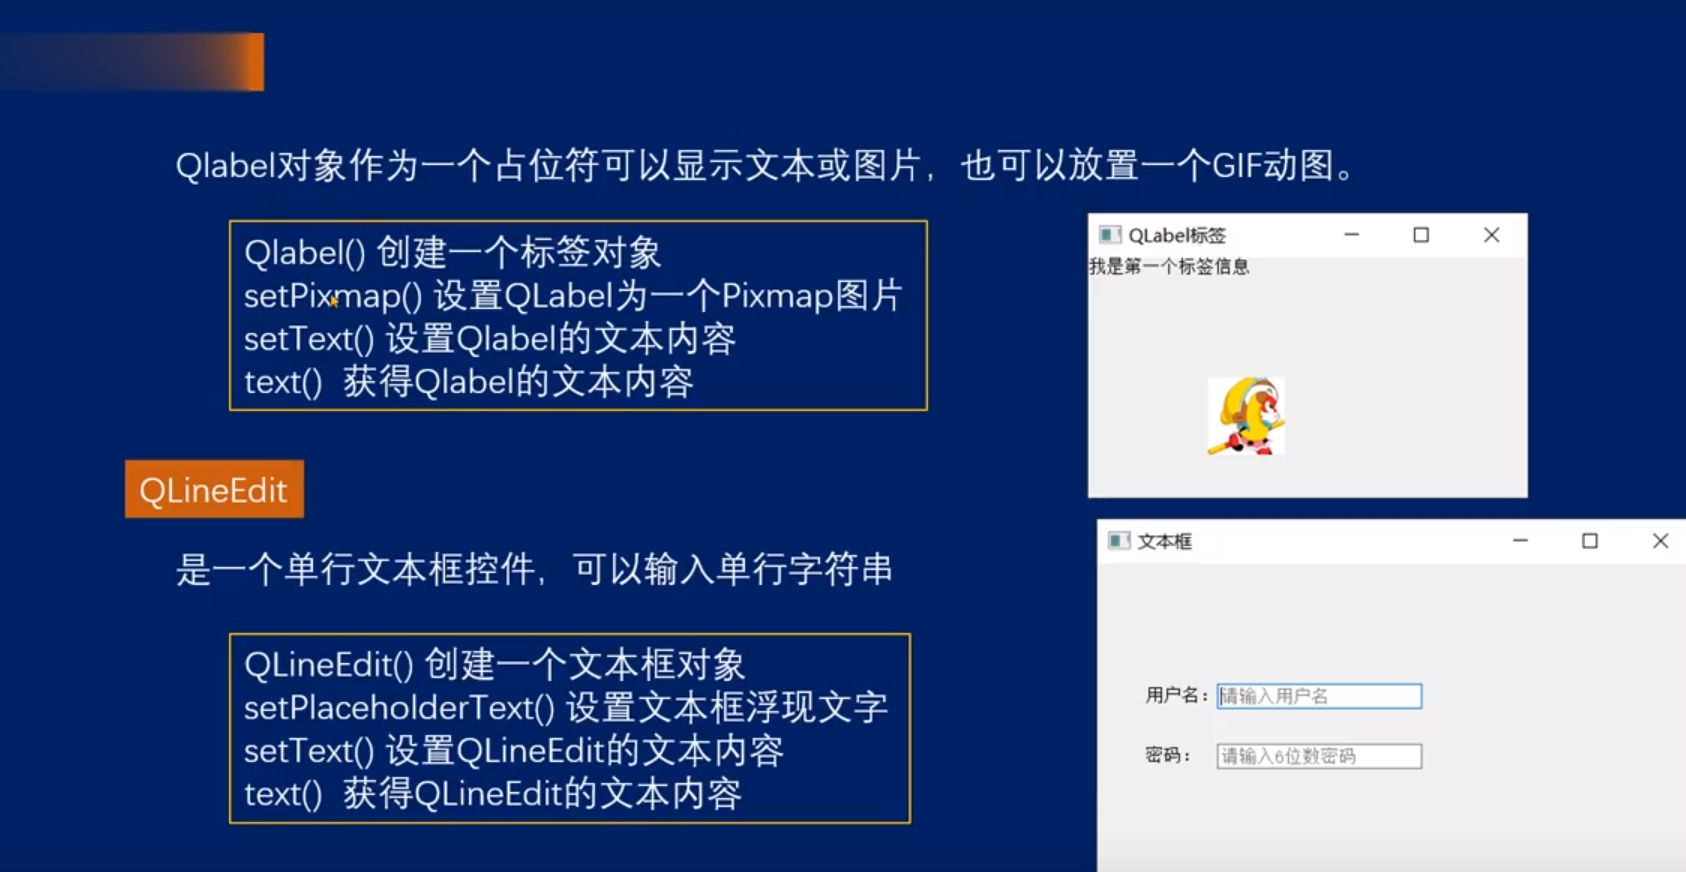 Qlabel对象作为一个占位符可以显示文本或图片，也可以放置一个GIF动图。
Qlabel() 创建一个标签对象
setPixmap() 设置QLabel为一个Pixmap图片
setText() 设置Qlabel的文本内容
text() 获得Qlabel的文本内容
QLabel标签
我是第一个标签信息
QLineEdit
是一个单行文本框控件，可以输入单行字符串
QLineEdit() 创建一个文本框对象
setPlaceholderText() 设置文本框浮现文字
setText() 设置QLineEdit的文本内容
text() 获得QLineEdit的文本内容
文本框
用户名：请输入用户名
密码：请输入6位数密码